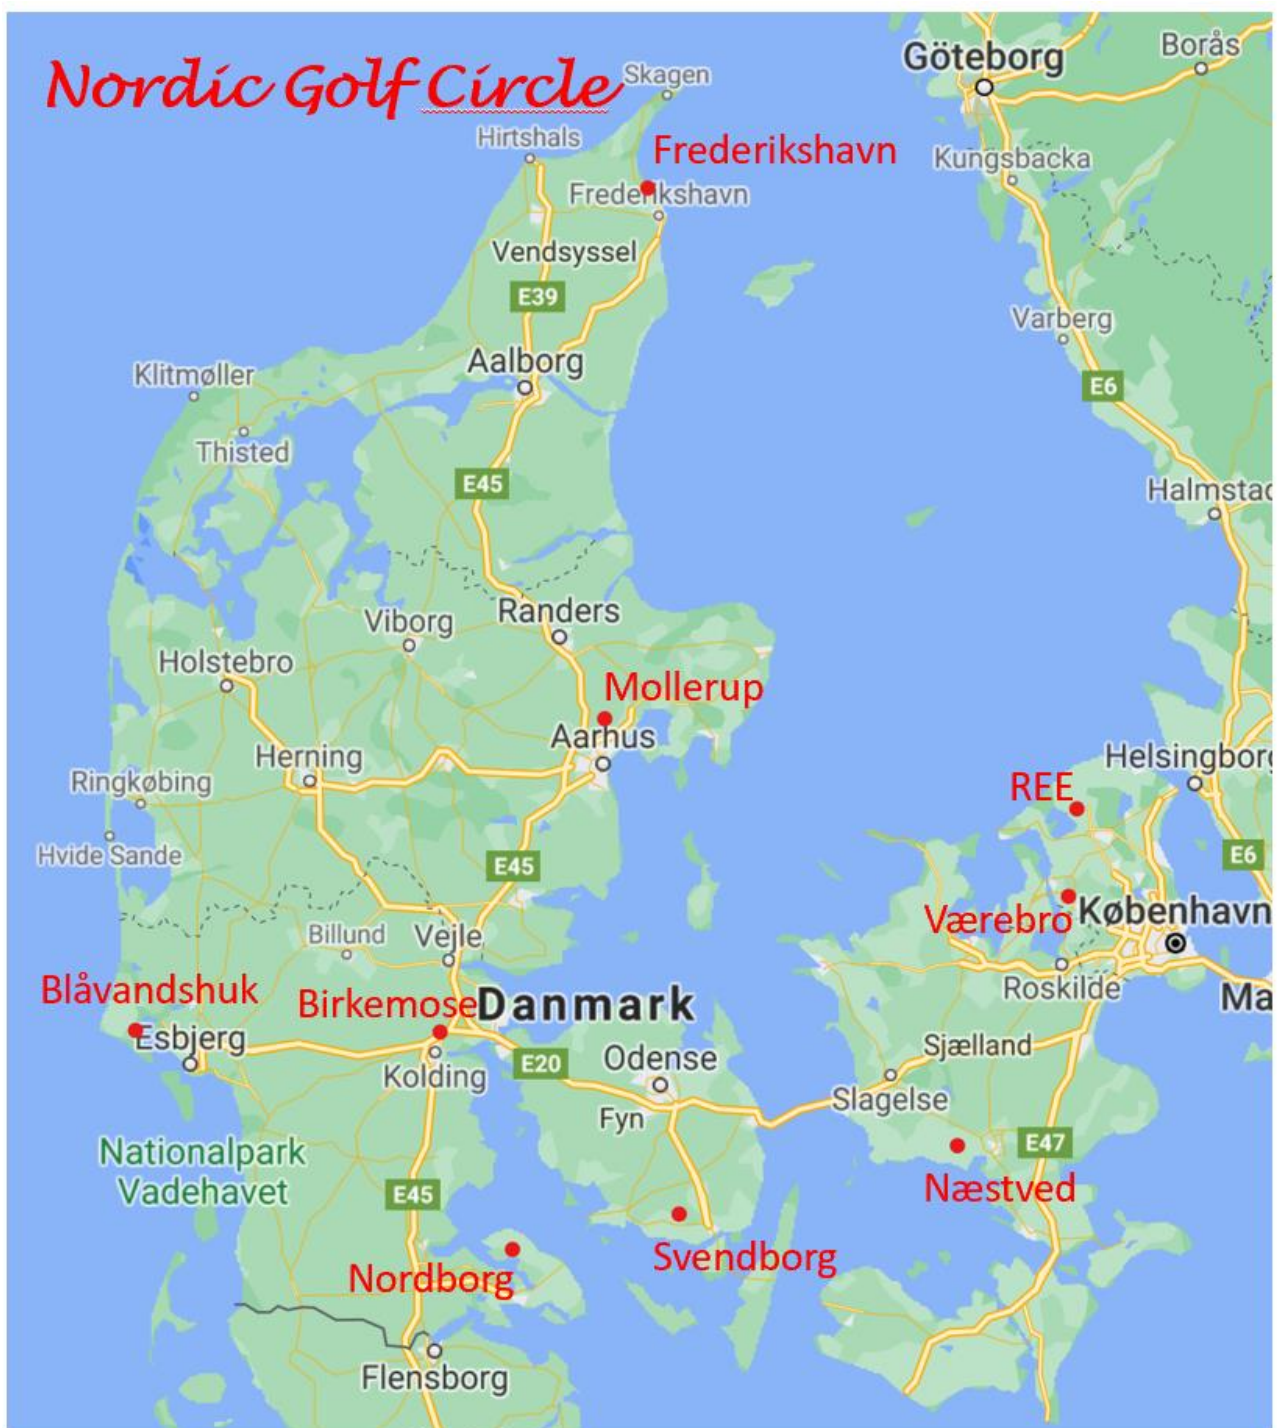 Nordic Golf Circle
Skagen
Göteborg
Borås
Hirtshals
Frederikshavn
Kungsbacka
Frederikshavn
Vendsyssel
E39
Varberg
Aalborg
Klitmøller
E6
Thisted
E45
Halmstad
Randers
Viborg
Holstebro
Mollerup
Aarhus
Herning
Helsingborg
Ringkøbing
REE
Hvide Sande
E45
E6
Værebro
København
Billund
Vejle
Roskilde
Blåvandshuk
Birkemose
Danmark
Ma
Esbjerg
Sjælland
E20
Odense
Kolding
Slagelse
Fyn
Nationalpark
Vadehavet
E47
E45
Næstved
Svendborg
Nordborg
Flensborg